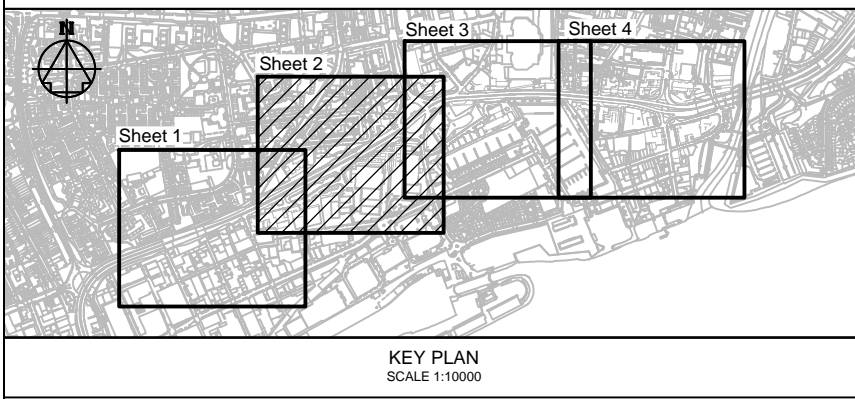 N
Sheet 3
Sheet 4
Sheet 2
Sheet 1
KEY PLAN
SCALE 1:10000